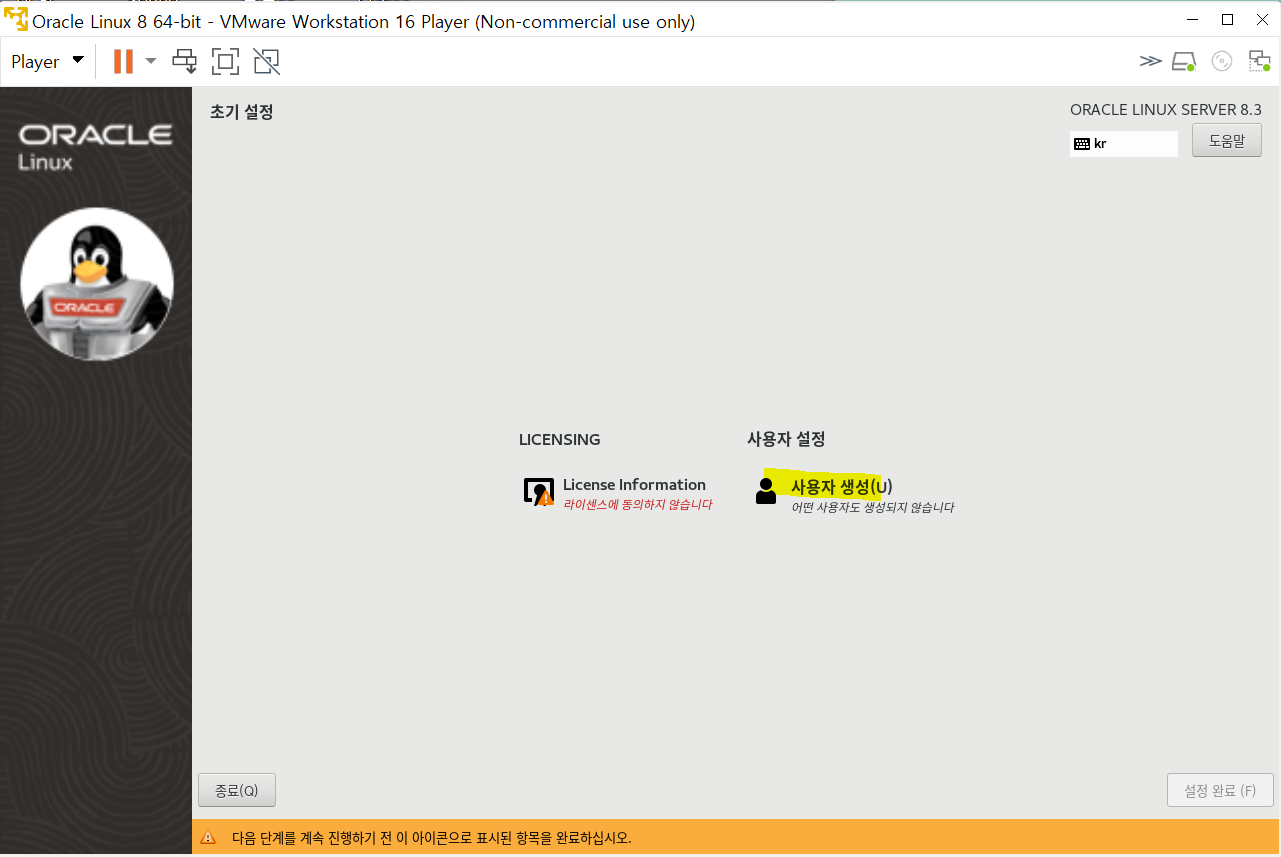 Oracle Linux 8 64-bit - VMware Workstation 16 Player (Non-commercial use only)
Player
ORACLE
Linux
ORACLE
초기 설정
ORACLE LINUX SERVER 8.3
kr
도움말
LICENSING
사용자 설정
License Information
라이센스에 동의하지 않습니다
사용자 생성(U)
어떤 사용자도 생성되지 않습니다
종료(Q)
설정 완료 (F)
다음 단계를 계속 진행하기 전 이 아이콘으로 표시된 항목을 완료하십시오.